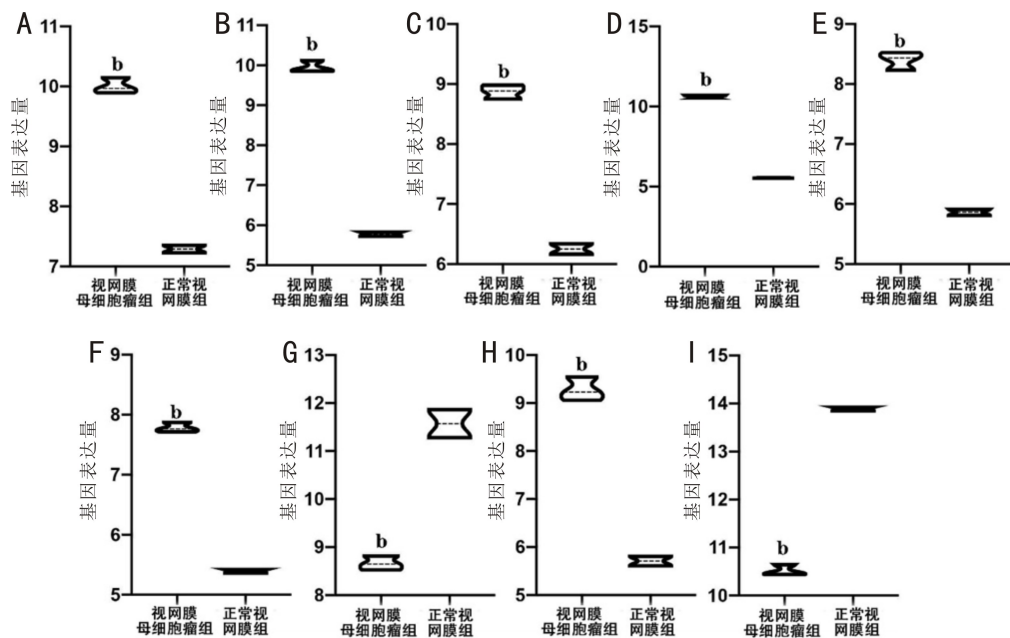 A
基因表达量
11
10
9
8
7
b
视网膜
母细胞瘤组
正常视
网膜组
B
基因表达量
11
10
9
8
7
6
5
b
视网膜
母细胞瘤组
正常视
网膜组
C
基因表达量
10
9
8
7
6
b
视网膜
母细胞瘤组
正常视
网膜组
D
基因表达量
15
10
5
0
b
视网膜
母细胞瘤组
正常视
网膜组
E
基因表达量
9
8
7
6
5
b
视网膜
母细胞瘤组
正常视
网膜组
F
基因表达量
9
8
7
6
5
b
视网膜
母细胞瘤组
正常视
网膜组
G
基因表达量
13
12
11
10
9
8
b
视网膜
母细胞瘤组
正常视
网膜组
H
基因表达量
10
9
8
7
6
5
b
视网膜
母细胞瘤组
正常视
网膜组
I
基因表达量
15
14
13
12
11
10
b
视网膜
母细胞瘤组
正常视
网膜组